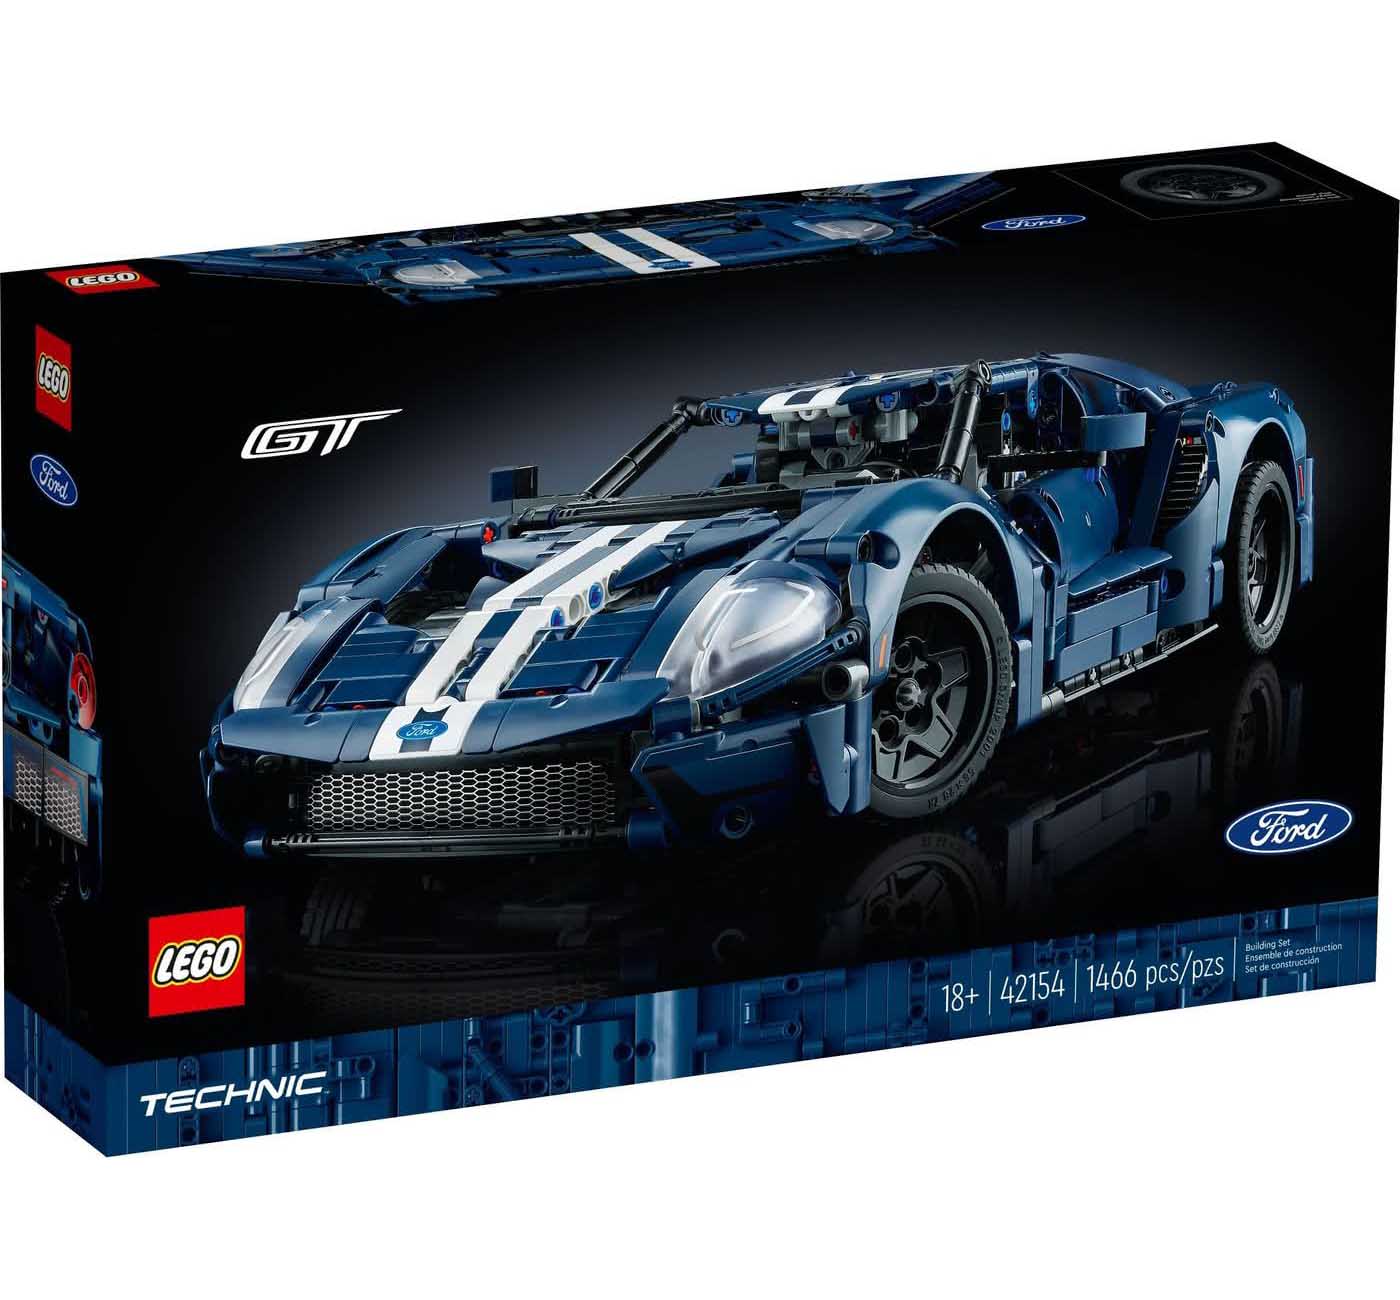 LEGO
Ford
LEGO
Ford
GT
Ford
Ford
LEGO
18+ | 42154 | 1466 pcs/pzs
Building Set
Ensemble de construction
Set de construcción
TECHNIC